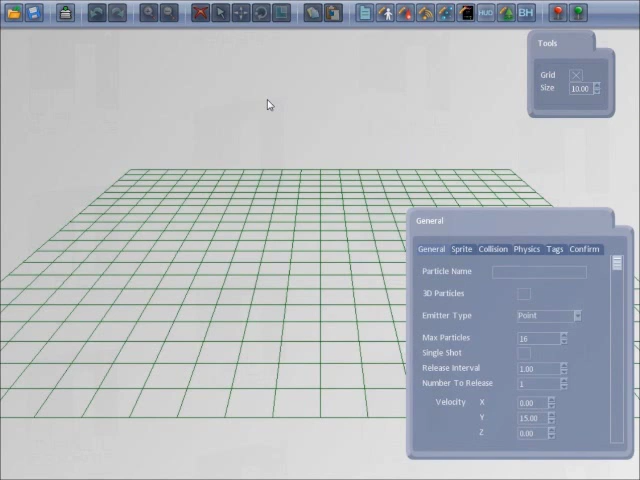 HUD
BH
Tools
Grid
Size 10.00
General
General Sprite Collision Physics Tags Confirm
Particle Name
3D Particles
Emitter Type Point
Max Particles 16
Single Shot
Release Interval 1.00
Number To Release 1
Velocity X 0.00
Y 15.00
Z 0.00